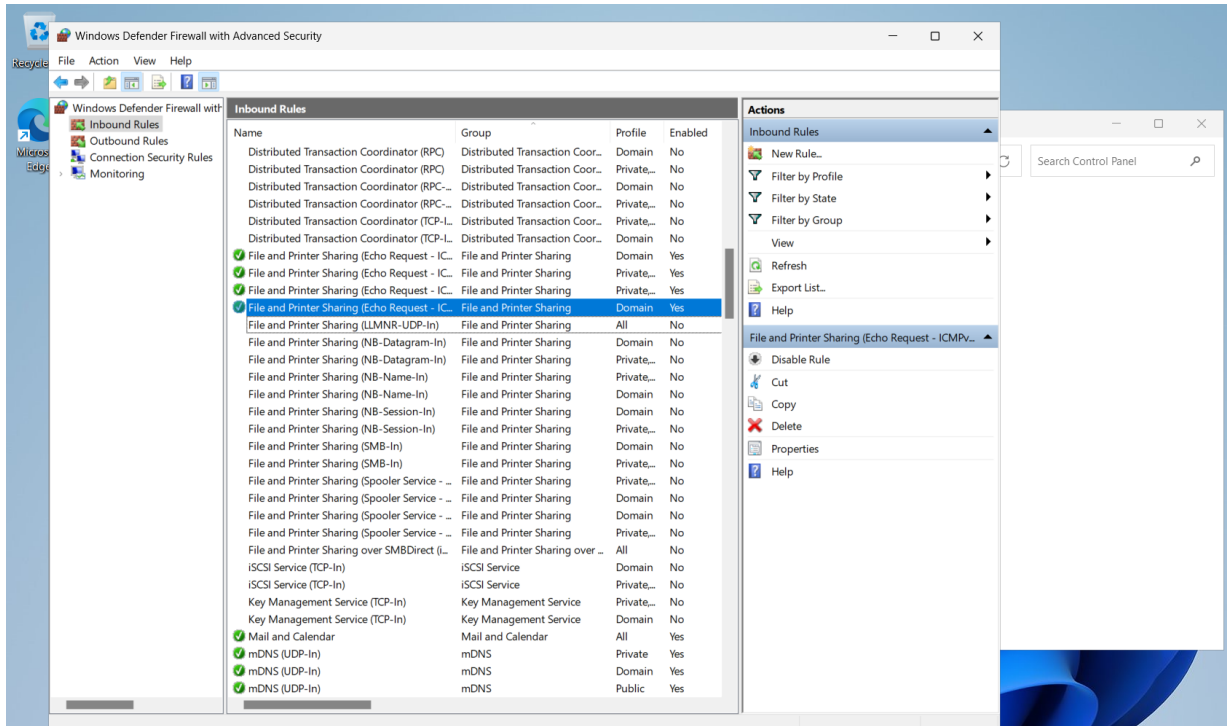 Recycle
Micros
Edge
Windows Defender Firewall with Advanced Security
File Action View Help
Windows Defender Firewall with
Inbound Rules
Outbound Rules
Connection Security Rules
Monitoring
Inbound Rules
Name Group Profile Enabled
Distributed Transaction Coordinator (RPC) Distributed Transaction Coor... Domain No
Distributed Transaction Coordinator (RPC) Distributed Transaction Coor... Private,... No
Distributed Transaction Coordinator (RPC-... Distributed Transaction Coor... Domain No
Distributed Transaction Coordinator (RPC-... Distributed Transaction Coor... Private,... No
Distributed Transaction Coordinator (TCP-I... Distributed Transaction Coor... Private,... No
Distributed Transaction Coordinator (TCP-I... Distributed Transaction Coor... Domain No
File and Printer Sharing (Echo Request - IC... File and Printer Sharing Domain Yes
File and Printer Sharing (Echo Request - IC... File and Printer Sharing Private,... Yes
File and Printer Sharing (Echo Request - IC... File and Printer Sharing Private,... Yes
File and Printer Sharing (Echo Request - IC... File and Printer Sharing Domain Yes
File and Printer Sharing (LLMNR-UDP-In) File and Printer Sharing All No
File and Printer Sharing (NB-Datagram-In) File and Printer Sharing Domain No
File and Printer Sharing (NB-Datagram-In) File and Printer Sharing Private,... No
File and Printer Sharing (NB-Name-In) File and Printer Sharing Private,... No
File and Printer Sharing (NB-Name-In) File and Printer Sharing Domain No
File and Printer Sharing (NB-Session-In) File and Printer Sharing Domain No
File and Printer Sharing (NB-Session-In) File and Printer Sharing Private,... No
File and Printer Sharing (SMB-In) File and Printer Sharing Domain No
File and Printer Sharing (SMB-In) File and Printer Sharing Private,... No
File and Printer Sharing (Spooler Service - ... File and Printer Sharing Private,... No
File and Printer Sharing (Spooler Service - ... File and Printer Sharing Domain No
File and Printer Sharing (Spooler Service - ... File and Printer Sharing Domain No
File and Printer Sharing (Spooler Service - ... File and Printer Sharing Private,... No
File and Printer Sharing over SMBDirect (i... File and Printer Sharing over ... All No
iSCSI Service (TCP-In) iSCSI Service Domain No
iSCSI Service (TCP-In) iSCSI Service Private,... No
Key Management Service (TCP-In) Key Management Service Private,... No
Key Management Service (TCP-In) Key Management Service Domain No
Mail and Calendar Mail and Calendar All Yes
mDNS (UDP-In) mDNS Private Yes
mDNS (UDP-In) mDNS Domain Yes
mDNS (UDP-In) mDNS Public Yes
Actions
Inbound Rules
New Rule...
Filter by Profile
Filter by State
Filter by Group
View
Refresh
Export List...
Help
File and Printer Sharing (Echo Request - ICMPv...
Disable Rule
Cut
Copy
Delete
Properties
Help
Search Control Panel